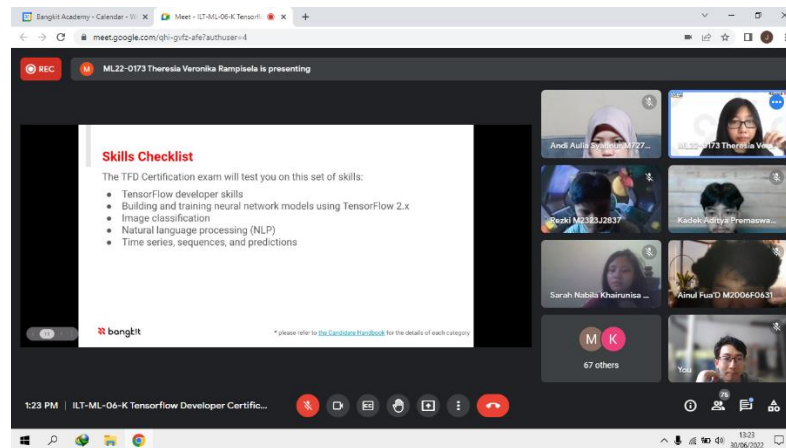 Bangkit Academy - Calendar - W
Meet - ILT-ML-06-K Tensorfl
meet.google.com/qhi-gvfz-afe?authuser=4
REC
M
ML22-0173 Theresia Veronika Rampisela is presenting
Skills Checklist
The TFD Certification exam will test you on this set of skills:
● TensorFlow developer skills
● Building and training neural network models using TensorFlow 2.x
● Image classification
● Natural language processing (NLP)
● Time series, sequences, and predictions
bangkit
* please refer to the Candidate Handbook for the details of each category
Andi Aulia
ML22-0173 Theresia
Rezki M2323J2837
Kadek Aditya Premaswa...
Sarah Nabila Khairunisa ...
Ainul Fua'D M2006F0631
M K
67 others
You
1:23 PM | ILT-ML-06-K Tensorflow Developer Certific...
76
13:23
30/06/2022